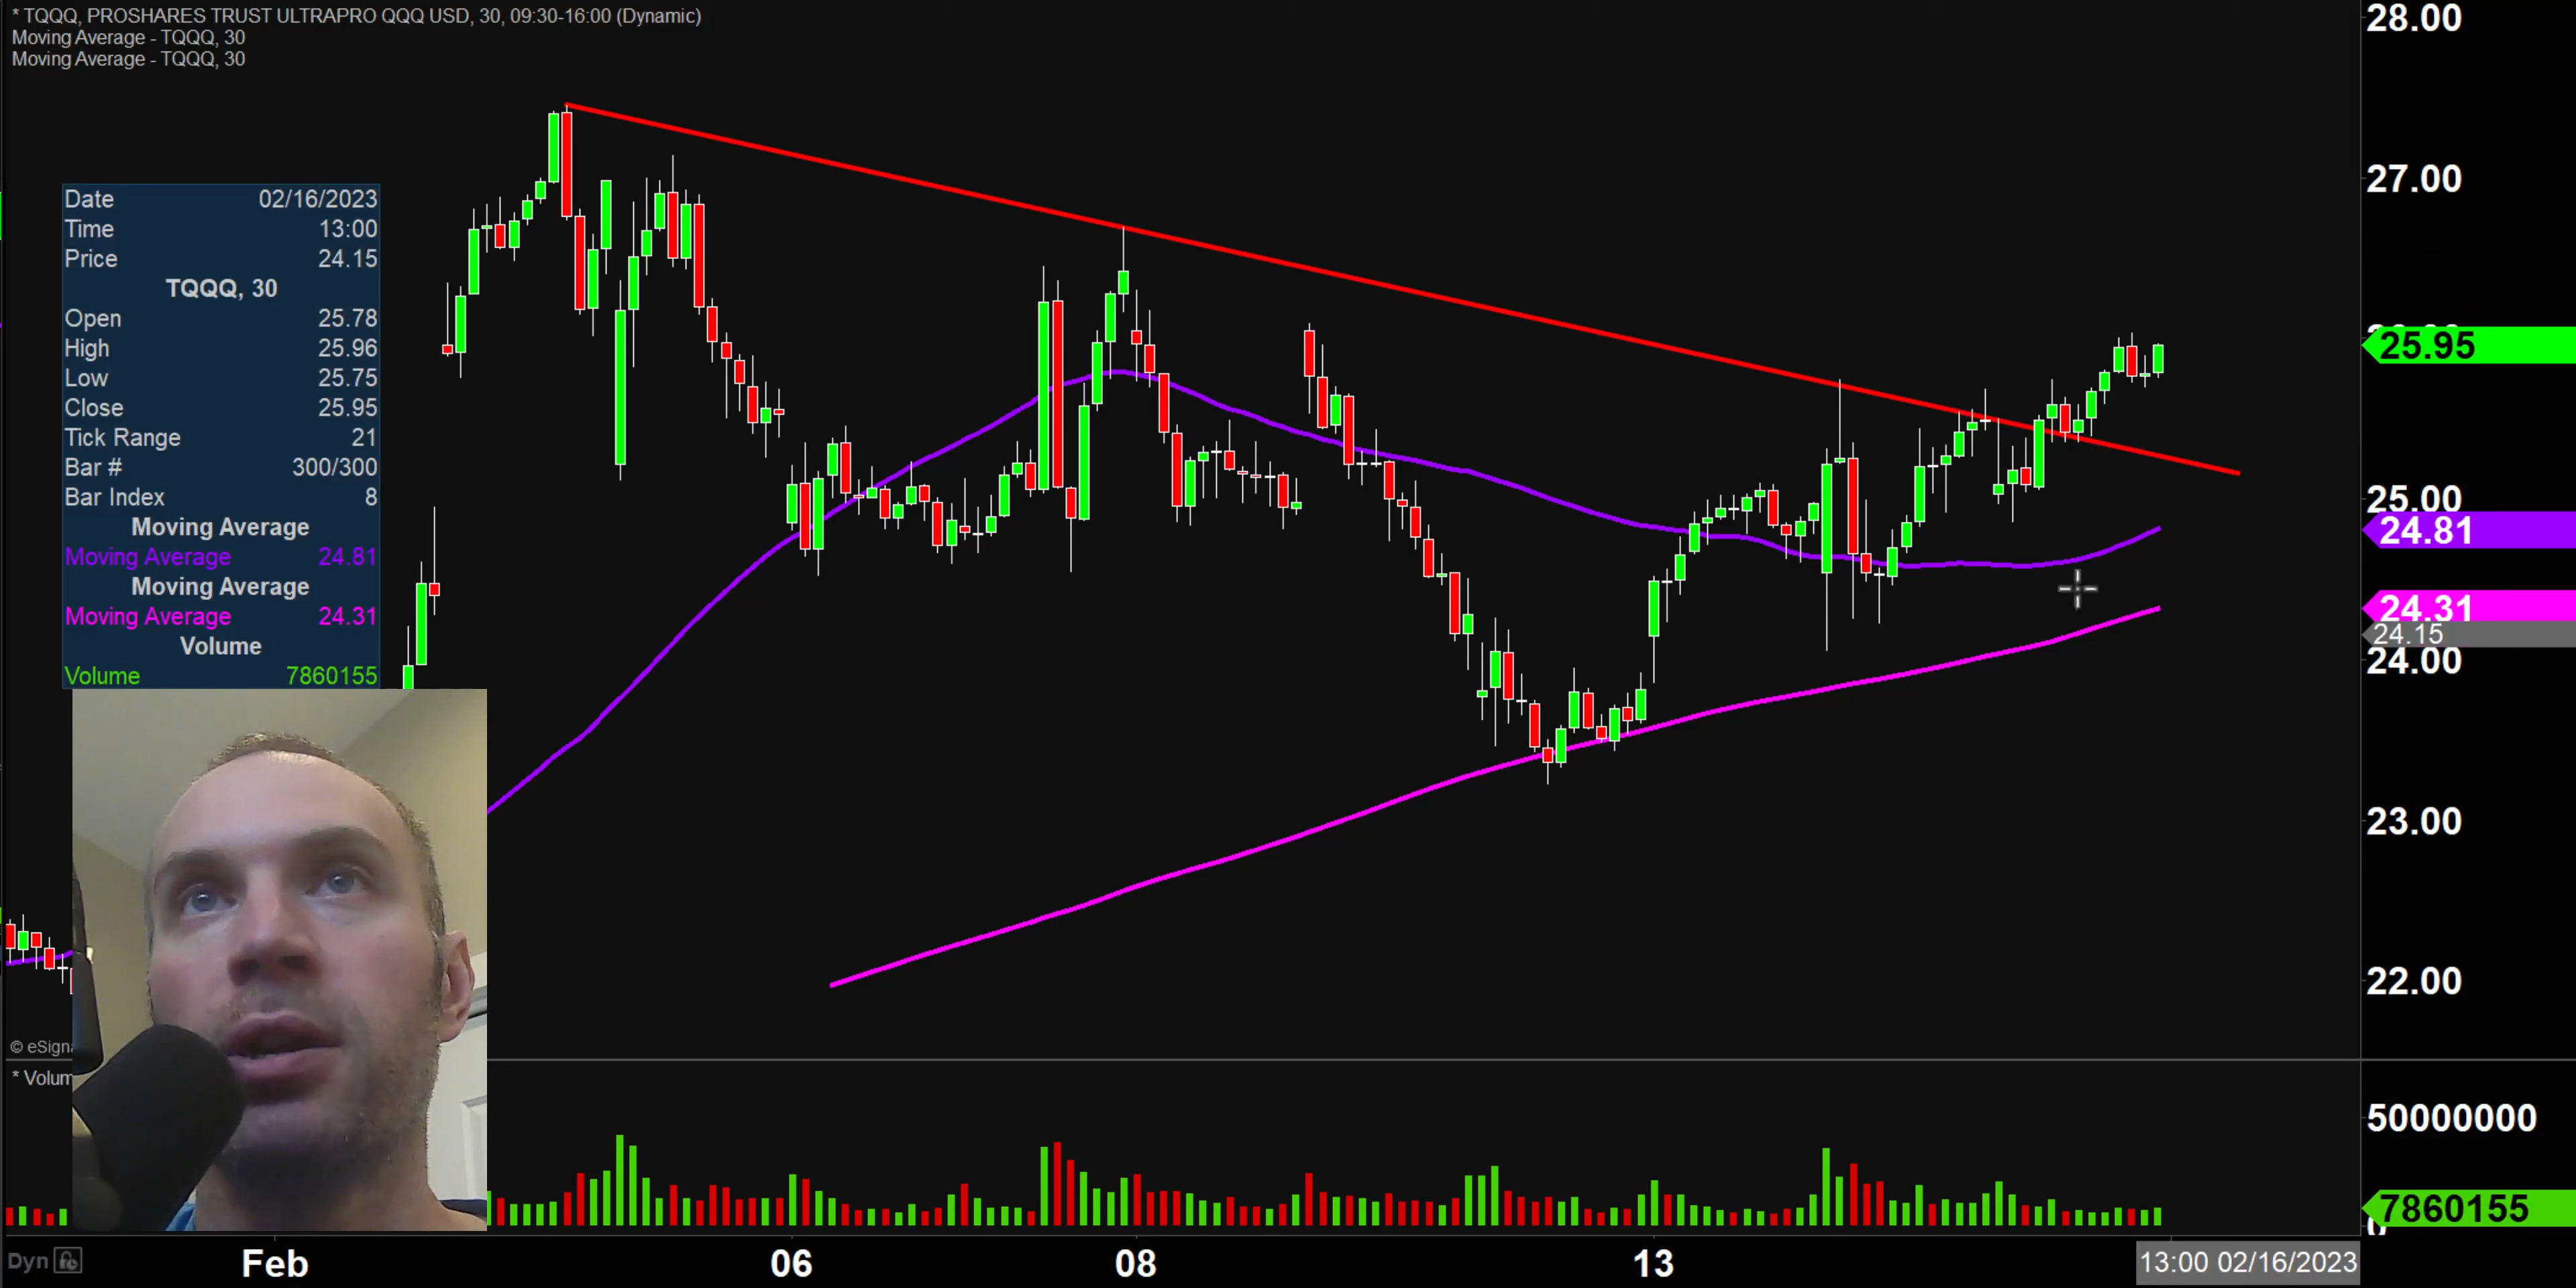 * TQQQ, PROSHARES TRUST ULTRAPRO QQQ USD, 30, 09:30-16:00 (Dynamic)
Moving Average - TQQQ, 30
Moving Average - TQQQ, 30
28.00
27.00
25.95
25.00
24.81
24.31
24.15
24.00
23.00
22.00
Date 02/16/2023
Time 13:00
Price 24.15
TQQQ, 30
Open 25.78
High 25.96
Low 25.75
Close 25.95
Tick Range 21
Bar # 300/300
Bar Index 8
Moving Average
Moving Average 24.81
Moving Average
Moving Average 24.31
Volume
Volume 7860155
© eSigna
* Volum
50000000
7860155
0
Dyn
Feb 06 08 13 13:00 02/16/2023